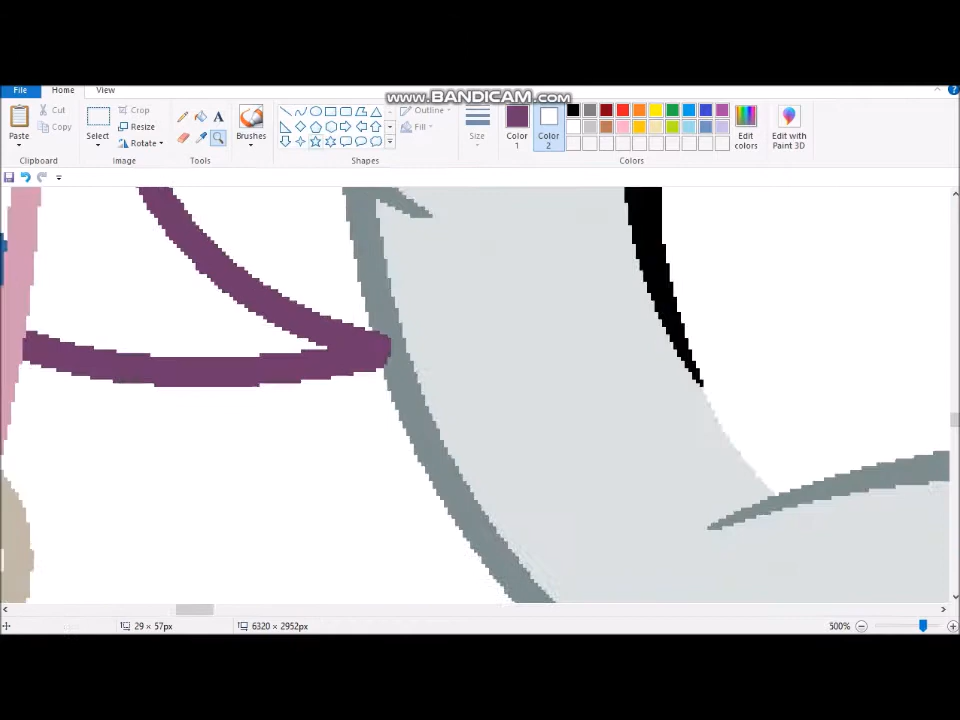 www.BANDICAM.com
File Home View
Cut
Copy
Paste
Clipboard
Crop
Resize
Rotate
Select
Image
A
Tools
Brushes
Outline
Fill
Shapes
Size
Color 1
Color 2
Edit colors
Colors
Edit with Paint 3D
29 × 57px
6320 × 2952px
500%